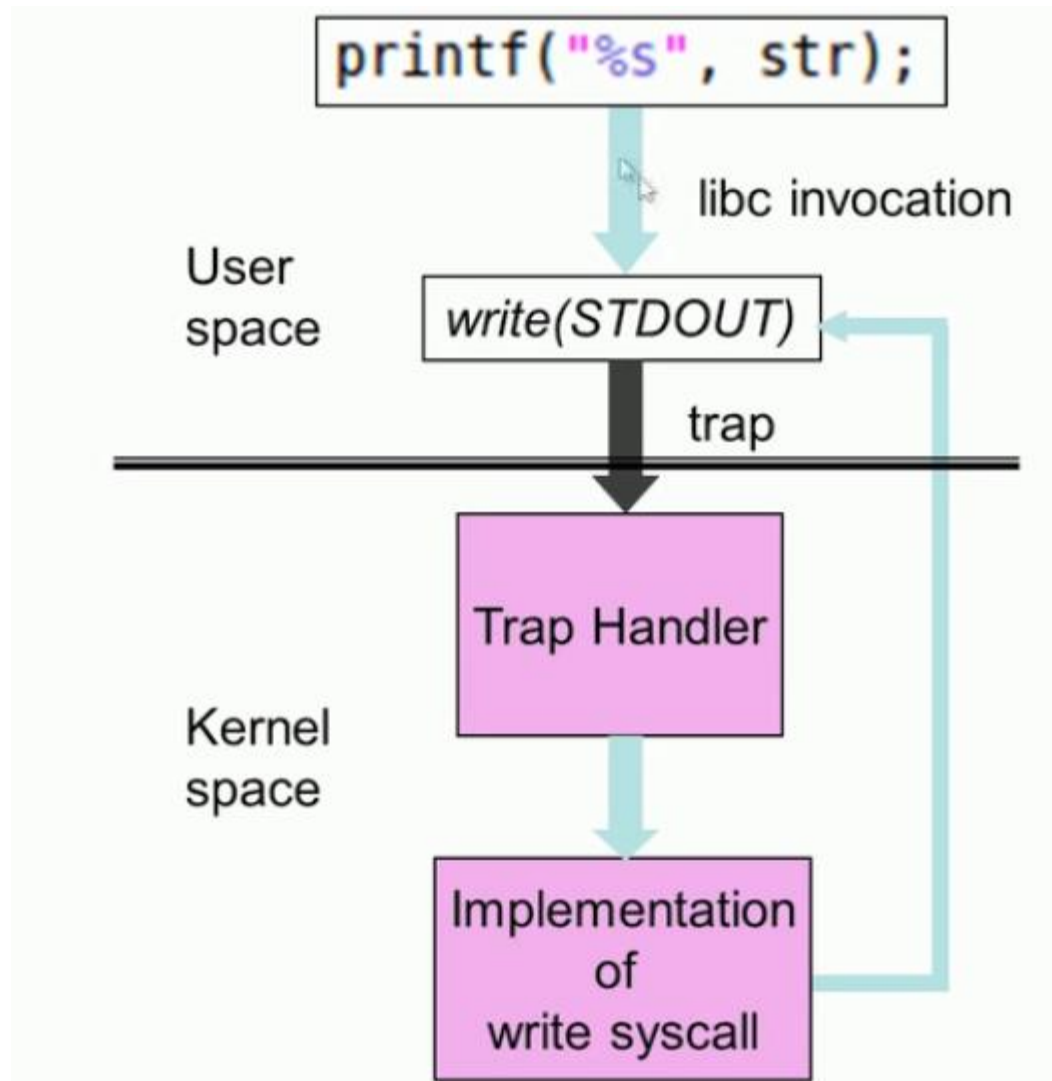 printf("%s", str);
libc invocation
User
space
write(STDOUT)
trap
Trap Handler
Kernel
space
Implementation
of
write syscall